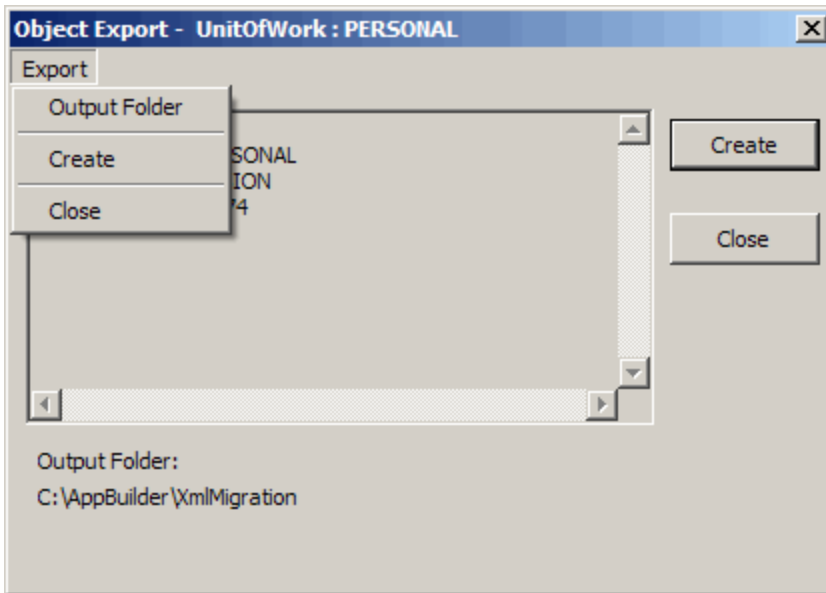 Object Export - UnitOfWork : PERSONAL
Export
Output Folder
Create
Close
SONAL
ION
74
Create
Close
Output Folder:
C:\AppBuilder\XmlMigration